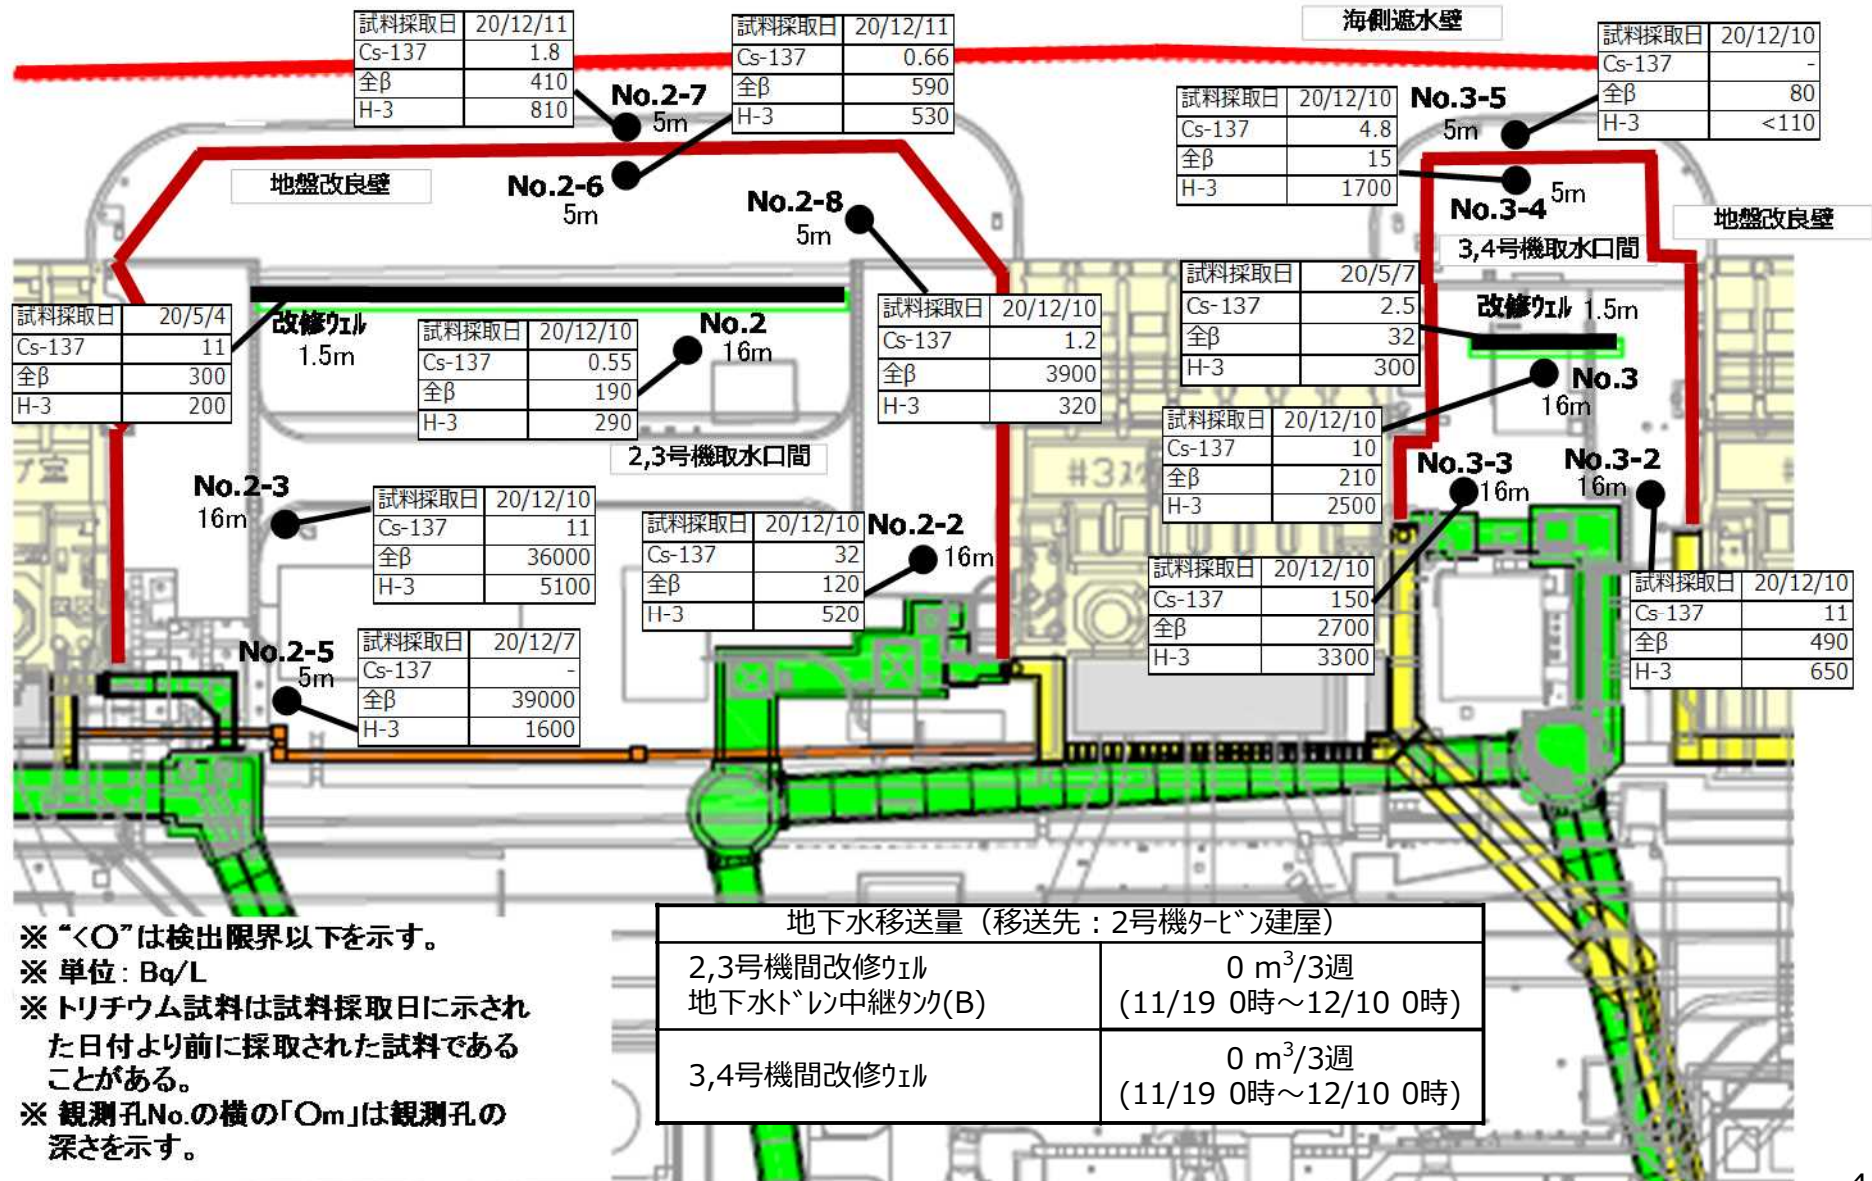 試料採取日 20/12/11
Cs-137 1.8
全β 410
H-3 810
No.2-7
5m
試料採取日 20/12/11
Cs-137 0.66
全β 590
H-3 530
海側遮水壁
試料採取日 20/12/10
Cs-137 -
全β 80
H-3 <110
No.3-5
5m
試料採取日 20/12/10
Cs-137 4.8
全β 15
H-3 1700
地盤改良壁
No.2-6
5m
No.2-8
5m
No.3-4 5m
地盤改良壁
3,4号機取水口間
試料採取日 20/5/4
Cs-137 11
全β 300
H-3 200
改修ウェル
1.5m
試料採取日 20/12/10
Cs-137 0.55
全β 190
H-3 290
No.2
16m
試料採取日 20/12/10
Cs-137 1.2
全β 3900
H-3 320
試料採取日 20/5/7
Cs-137 2.5
全β 32
H-3 300
改修ウェル 1.5m
No.3
16m
2,3号機取水口間
試料採取日 20/12/10
Cs-137 10
全β 210
H-3 2500
No.2-3
16m
試料採取日 20/12/10
Cs-137 11
全β 36000
H-3 5100
試料採取日 20/12/10
Cs-137 32
全β 120
H-3 520
No.2-2
16m
#3ｽｸ
No.3-3
16m
No.3-2
16m
試料採取日 20/12/10
Cs-137 150
全β 2700
H-3 3300
試料採取日 20/12/10
Cs-137 11
全β 490
H-3 650
No.2-5
5m
試料採取日 20/12/7
Cs-137 -
全β 39000
H-3 1600
※ “<〇”は検出限界以下を示す。
※ 単位: Bq/L
※ トリチウム試料は試料採取日に示され
た日付より前に採取された試料である
ことがある。
※ 観測孔No.の横の「〇m」は観測孔の
深さを示す。
地下水移送量（移送先：2号機ﾀｰﾋﾞﾝ建屋）
2,3号機間改修ｳｪﾙ
地下水ﾄﾞﾚﾝ中継ﾀﾝｸ(B)
0 m³/3週
(11/19 0時～12/10 0時)
3,4号機間改修ｳｪﾙ
0 m³/3週
(11/19 0時～12/10 0時)